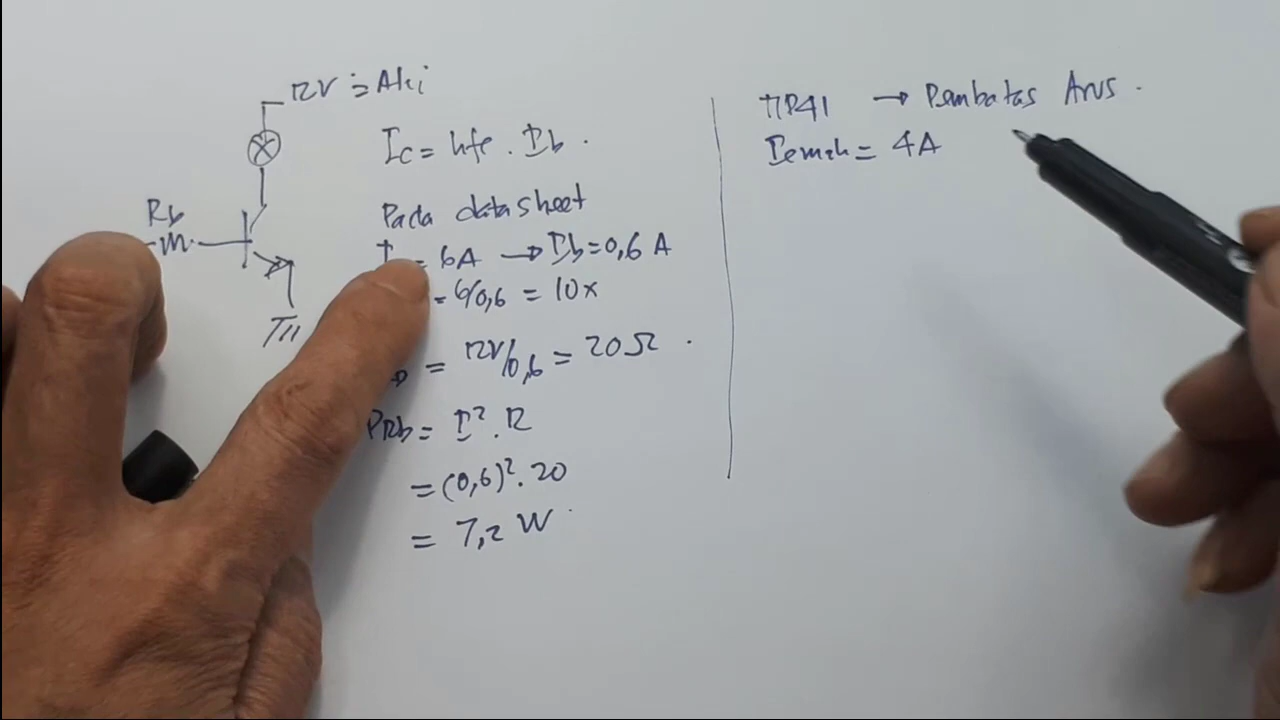 12V = Aki
Ic = hfe . Ib .
Rb
Pada datasheet
= 6A → Ib = 0,6 A
= 6/0,6 = 10x
= 12V/0,6 = 20Ω .
PRb = I² . R
= (0,6)² . 20
= 7,2 W
TIP41 → Pembatas Arus .
= 4A